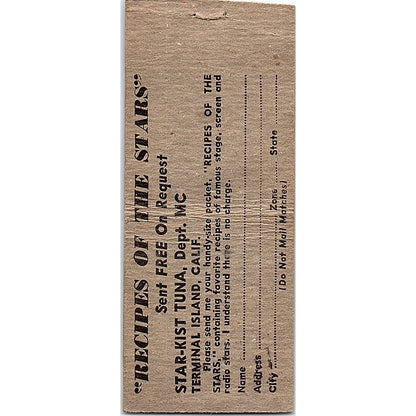 "RECIPES OF THE STARS"
Sent FREE On Request
STAR-KIST TUNA, Dept. MC
TERMINAL ISLAND, CALIF.
Please send me your handy-size packet, "RECIPES OF THE
STARS," containing favorite recipes of famous stage, screen and
radio stars. I understand there is no charge.
Name
Address
City Zone State
(Do Not Mail Matches)